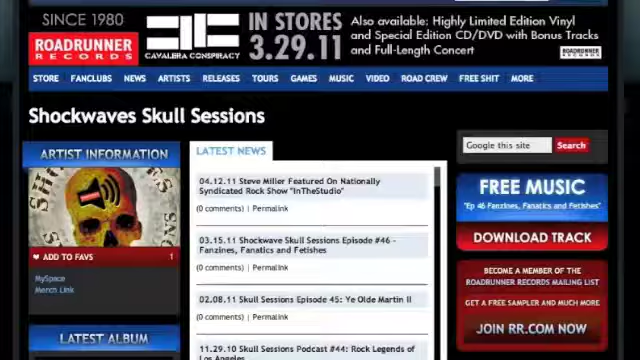 SINCE 1980
ROADRUNNER
RECORDS
CAVALERA CONSPIRACY
IN STORES
3.29.11
Also available: Highly Limited Edition Vinyl
and Special Edition CD/DVD with Bonus Tracks
and Full-Length Concert
ROADRUNNER
RECORDS
STORE FANCLUBS NEWS ARTISTS RELEASES TOURS GAMES MUSIC VIDEO ROAD CREW FREE SHIT MORE
Shockwaves Skull Sessions
ARTIST INFORMATION
ADD TO FAVS 1
MySpace
Merch Link
LATEST ALBUM
LATEST NEWS
04.12.11 Steve Miller Featured On Nationally
Syndicated Rock Show "InTheStudio"
(0 comments) | Permalink
03.15.11 Shockwave Skull Sessions Episode #46 -
Fanzines, Fanatics and Fetishes
(0 comments) | Permalink
02.08.11 Skull Sessions Episode 45: Ye Olde Martin II
(0 comments) | Permalink
11.29.10 Skull Sessions Podcast #44: Rock Legends of
Los Angeles
Google this site Search
FREE MUSIC
"Ep 46 Fanzines, Fanatics and Fetishes"
DOWNLOAD TRACK
BECOME A MEMBER OF THE
ROADRUNNER RECORDS MAILING LIST
GET A FREE SAMPLER AND MUCH MORE
JOIN RR.COM NOW